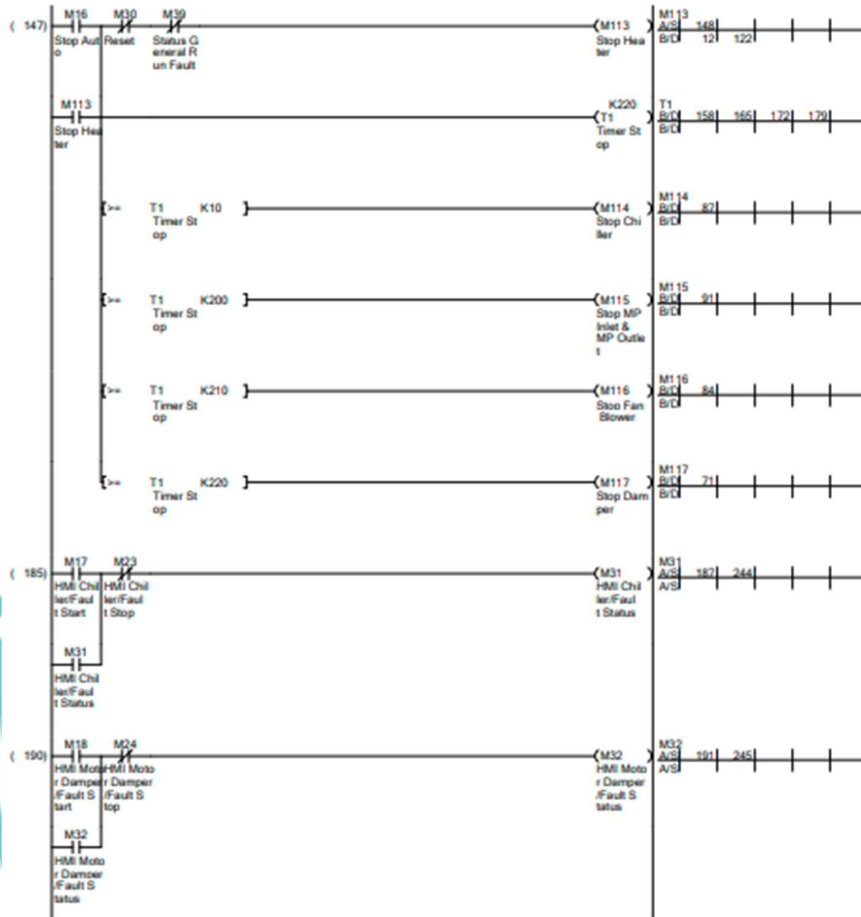 M16 M30 M39 M113
( 147) (M113 ) A/S 148
Stop Aut Reset Status G Stop Hea B/D 12 122
o eneral R ter
un Fault
M113 K220 T1
(T1 ) B/D 158 165 172 179
Stop Hea Timer St B/D
ter op
M114
[>= T1 K10 ] (M114 ) B/D 87
Timer St Stop Chi B/D
op ller
M115
[>= T1 K200 ] (M115 ) B/D 91
Timer St Stop MP B/D
op Inlet &
MP Outle
t
M116
[>= T1 K210 ] (M116 ) B/D 84
Timer St Stop Fan B/D
op Blower
M117
[>= T1 K220 ] (M117 ) B/D 71
Timer St Stop Dam B/D
op per
M17 M23 M31
( 185) (M31 ) A/S 187 244
HMI Chil HMI Chil HMI Chil A/S
ler/Faul ler/Faul ler/Faul
t Start t Stop t Status
M31
HMI Chil
ler/Faul
t Status
M18 M24 M32
( 190) (M32 ) A/S 191 245
HMI Moto HMI Moto HMI Moto A/S
r Damper r Damper r Damper
/Fault S /Fault S /Fault S
tart top tatus
M32
HMI Moto
r Damper
/Fault S
tatus